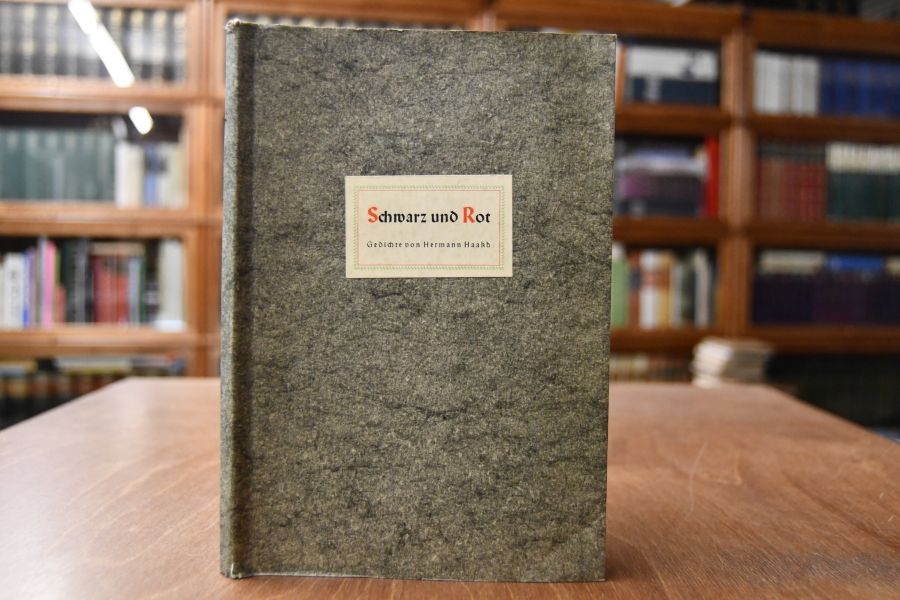 Schwarz und Rot
Gedichte von Hermann Haakh